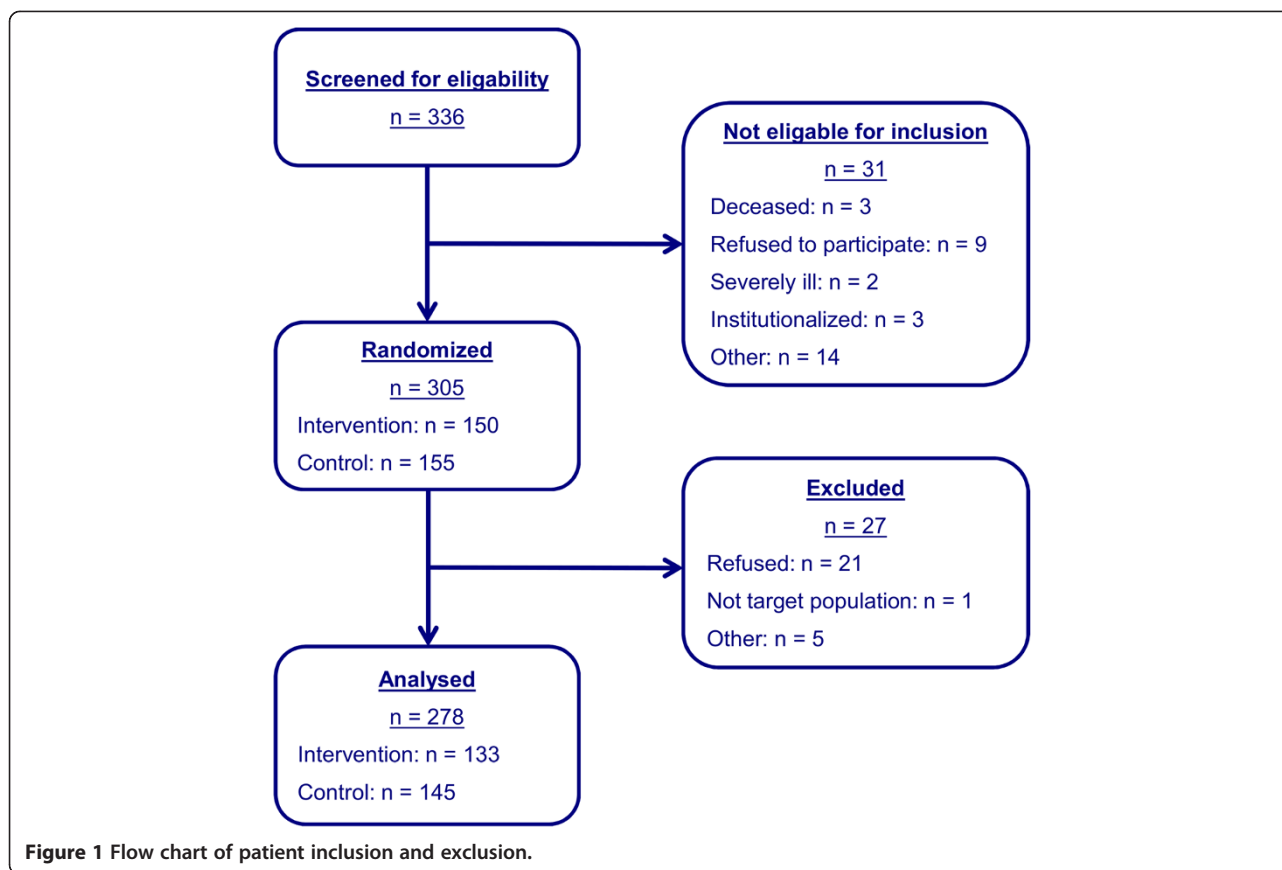 Screened for eligability
n = 336
Not eligable for inclusion
n = 31
Deceased: n = 3
Refused to participate: n = 9
Severely ill: n = 2
Institutionalized: n = 3
Other: n = 14
Randomized
n = 305
Intervention: n = 150
Control: n = 155
Excluded
n = 27
Refused: n = 21
Not target population: n = 1
Other: n = 5
Analysed
n = 278
Intervention: n = 133
Control: n = 145
Figure 1 Flow chart of patient inclusion and exclusion.